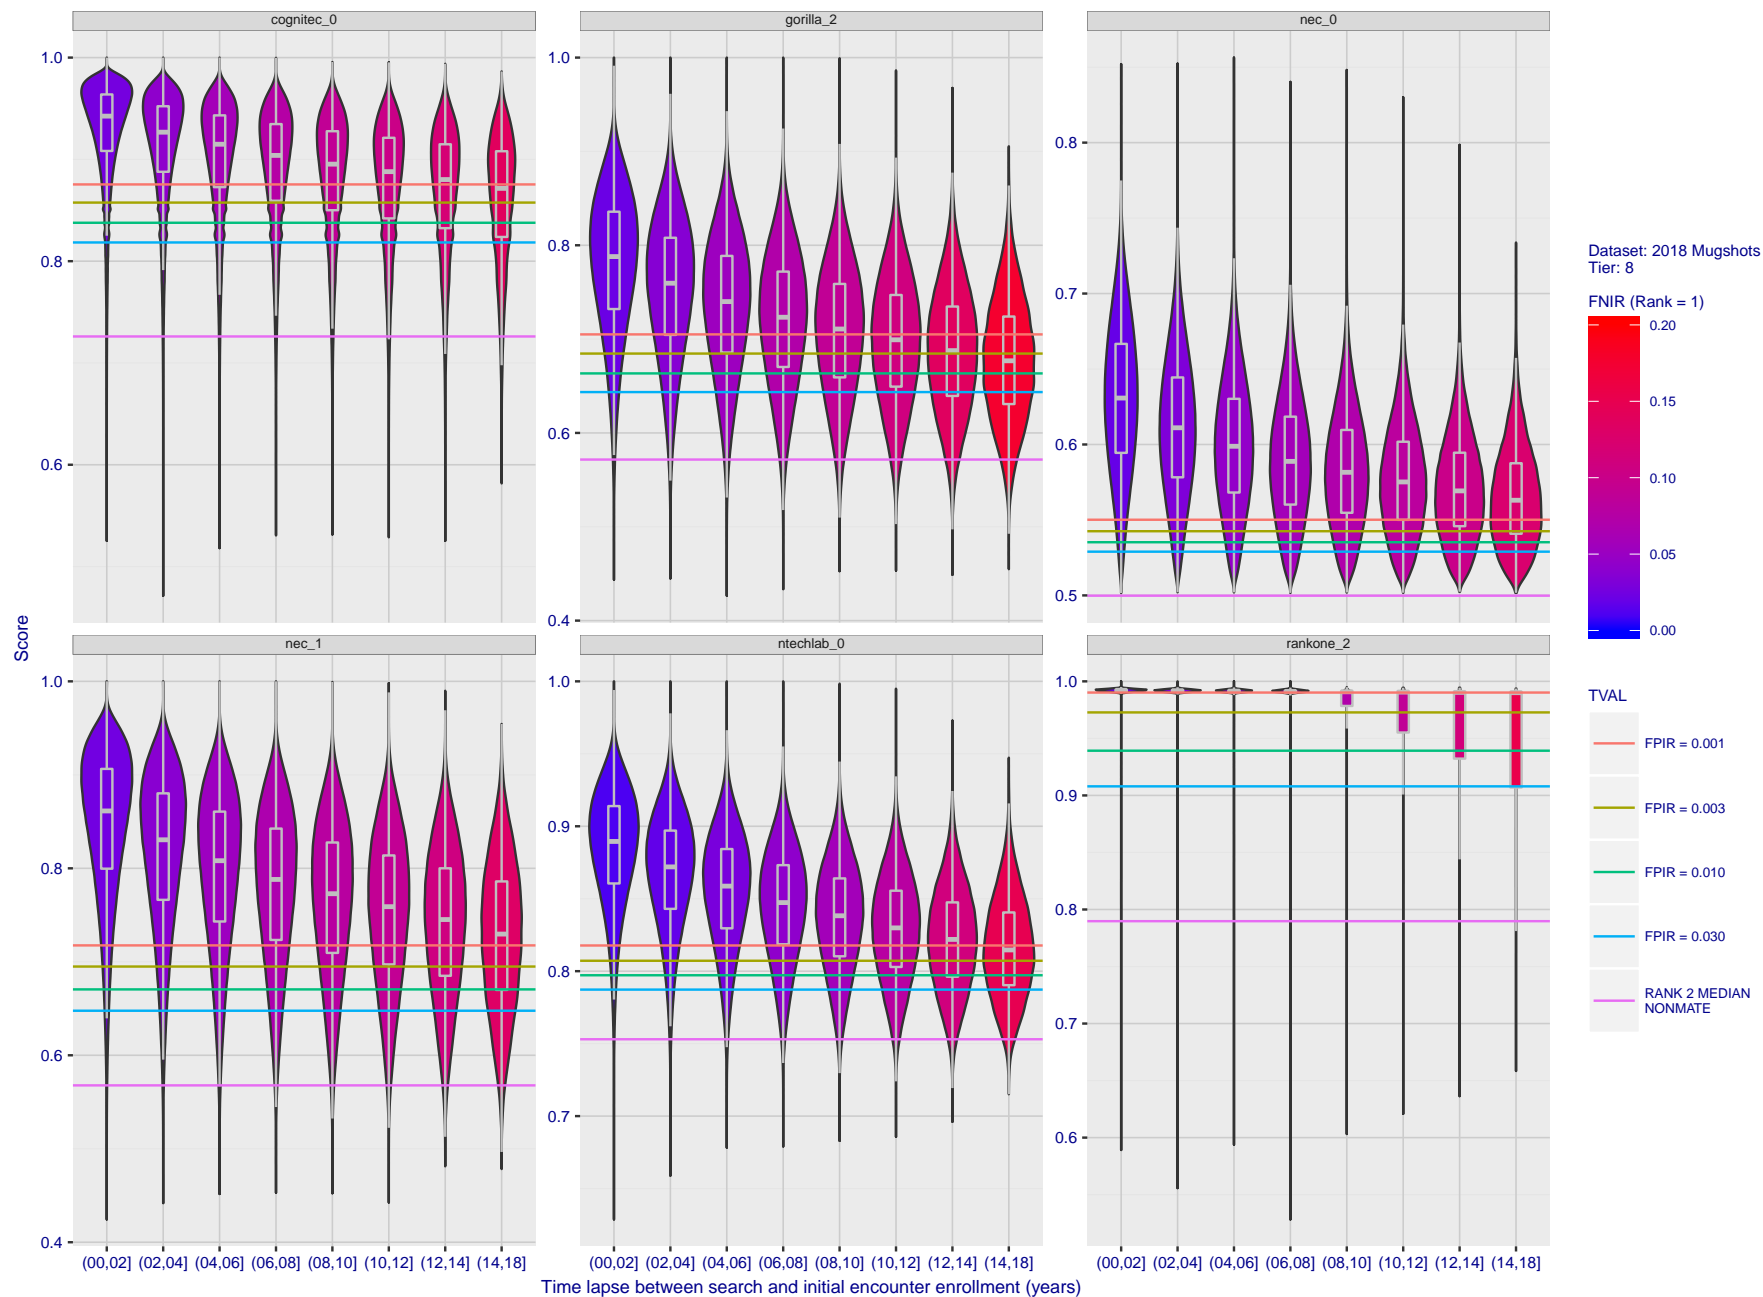 cognitec_0
gorilla_2
nec_0
1.0
0.8
0.6
1.0
0.8
0.6
0.4
0.8
0.7
0.6
0.5
nec_1
ntechlab_0
rankone_2
1.0
0.8
0.6
0.4
1.0
0.9
0.8
0.7
1.0
0.9
0.8
0.7
0.6
Score
(00,02] (02,04] (04,06] (06,08] (08,10] (10,12] (12,14] (14,18]
(00,02] (02,04] (04,06] (06,08] (08,10] (10,12] (12,14] (14,18]
(00,02] (02,04] (04,06] (06,08] (08,10] (10,12] (12,14] (14,18]
Time lapse between search and initial encounter enrollment (years)
Dataset: 2018 Mugshots
Tier: 8
FNIR (Rank = 1)
0.20
0.15
0.10
0.05
0.00
TVAL
FPIR = 0.001
FPIR = 0.003
FPIR = 0.010
FPIR = 0.030
RANK 2 MEDIAN
NONMATE